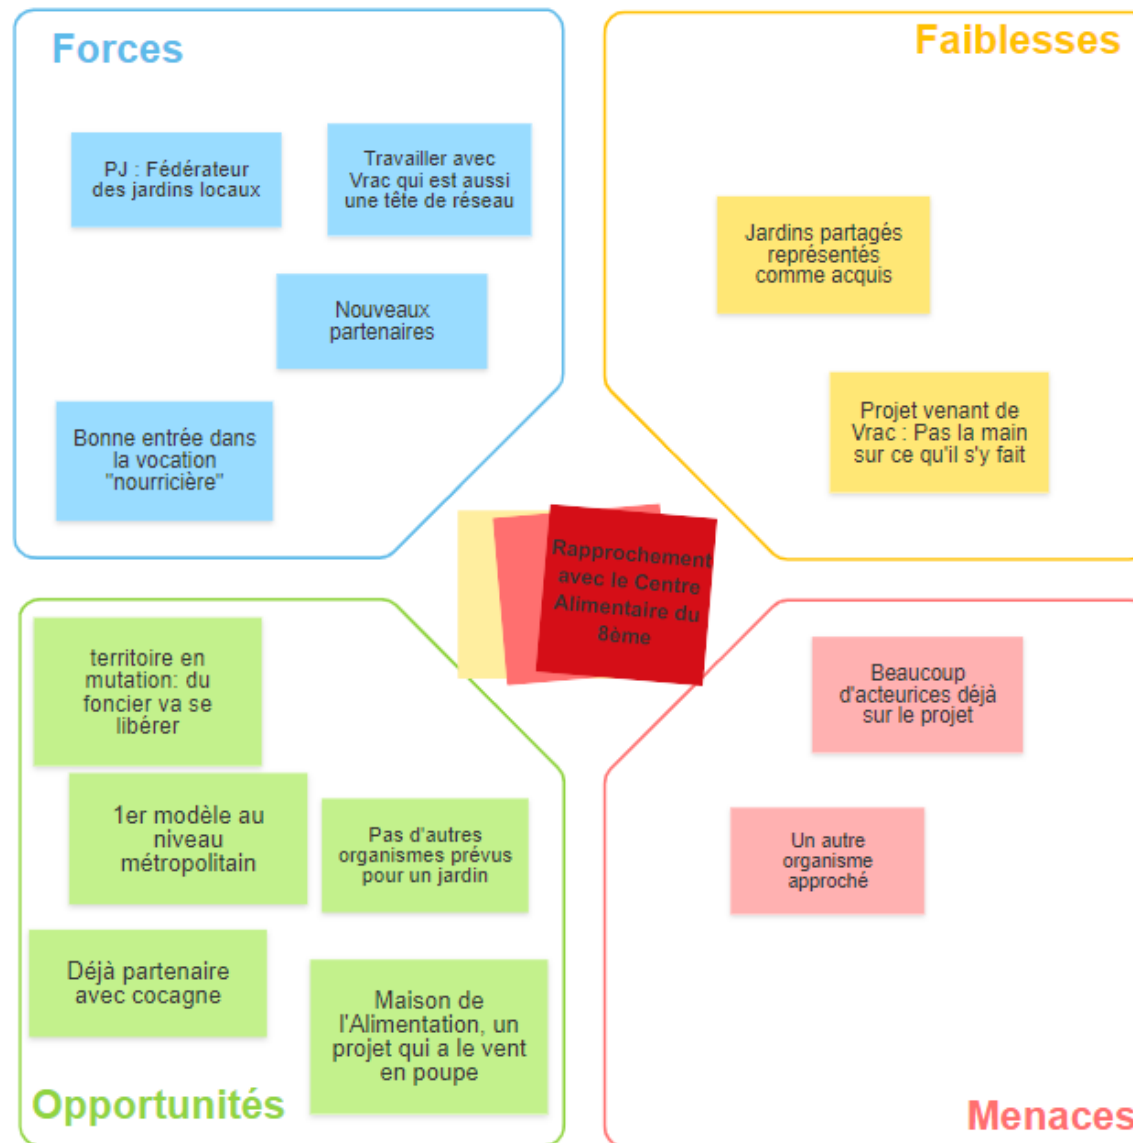 Forces
PJ : Fédérateur
des jardins locaux
Travailler avec
Vrac qui est aussi
une tête de réseau
Nouveaux
partenaires
Bonne entrée dans
la vocation
"nourricière"
Faiblesses
Jardins partagés
représentés
comme acquis
Projet venant de
Vrac : Pas la main
sur ce qu'il s'y fait
Rapprochement
avec le Centre
Alimentaire du
8ème
territoire en
mutation: du
foncier va se
libérer
1er modèle au
niveau
métropolitain
Pas d'autres
organismes prévus
pour un jardin
Déjà partenaire
avec cocagne
Maison de
l'Alimentation, un
projet qui a le vent
en poupe
Opportunités
Beaucoup
d'acteurices déjà
sur le projet
Un autre
organisme
approché
Menaces